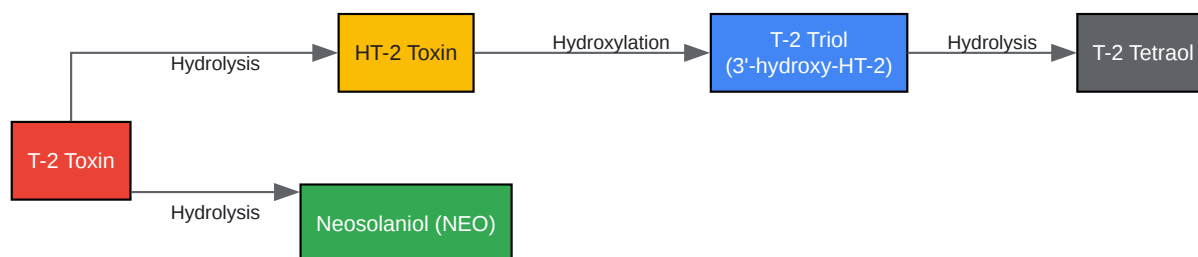 HT-2 Toxin
Hydroxylation
T-2 Triol
(3'-hydroxy-HT-2)
Hydrolysis
T-2 Tetraol
Hydrolysis
T-2 Toxin
Hydrolysis
Neosolaniol (NEO)